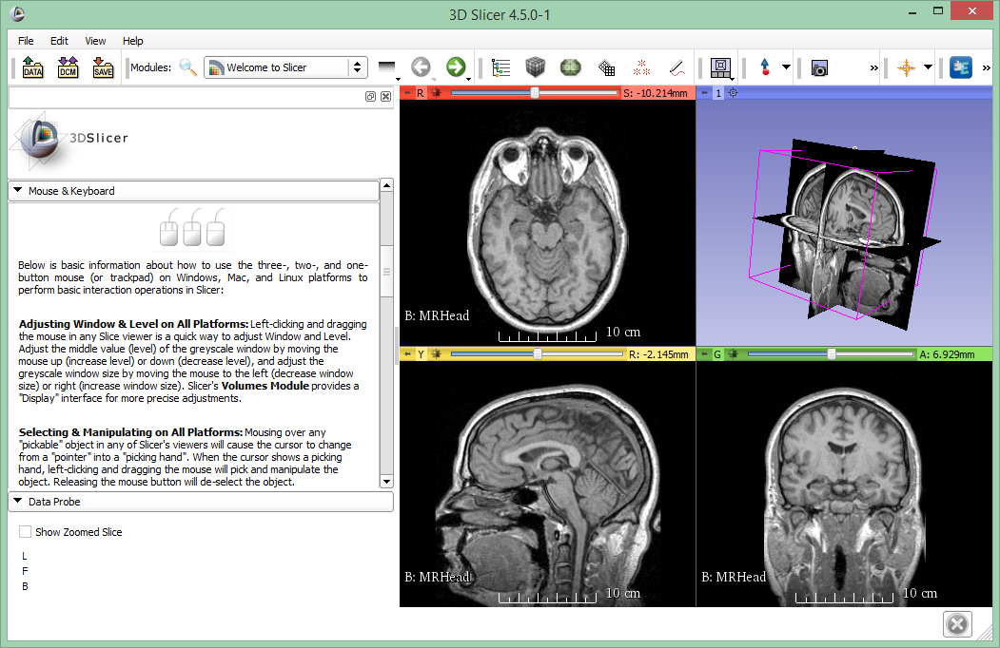 3D Slicer 4.5.0-1
File Edit View Help
DATA DCM SAVE Modules: Welcome to Slicer
R S: -10.214mm
1
3DSlicer
Mouse & Keyboard
Below is basic information about how to use the three-, two-, and one-
button mouse (or trackpad) on Windows, Mac, and Linux platforms to
perform basic interaction operations in Slicer:
Adjusting Window & Level on All Platforms: Left-clicking and dragging
the mouse in any Slice viewer is a quick way to adjust Window and Level.
Adjust the middle value (level) of the greyscale window by moving the
mouse up (increase level) or down (decrease level), and adjust the
greyscale window size by moving the mouse to the left (decrease window
size) or right (increase window size). Slicer's Volumes Module provides a
"Display" interface for more precise adjustments.
Selecting & Manipulating on All Platforms: Mousing over any
"pickable" object in any of Slicer's viewers will cause the cursor to change
from a "pointer" into a "picking hand". When the cursor shows a picking
hand, left-clicking and dragging the mouse will pick and manipulate the
object. Releasing the mouse button will de-select the object.
Data Probe
Show Zoomed Slice
L
F
B
B: MRHead
10 cm
Y R: -2.145mm
G A: 6.929mm
B: MRHead
10 cm
B: MRHead
10 cm